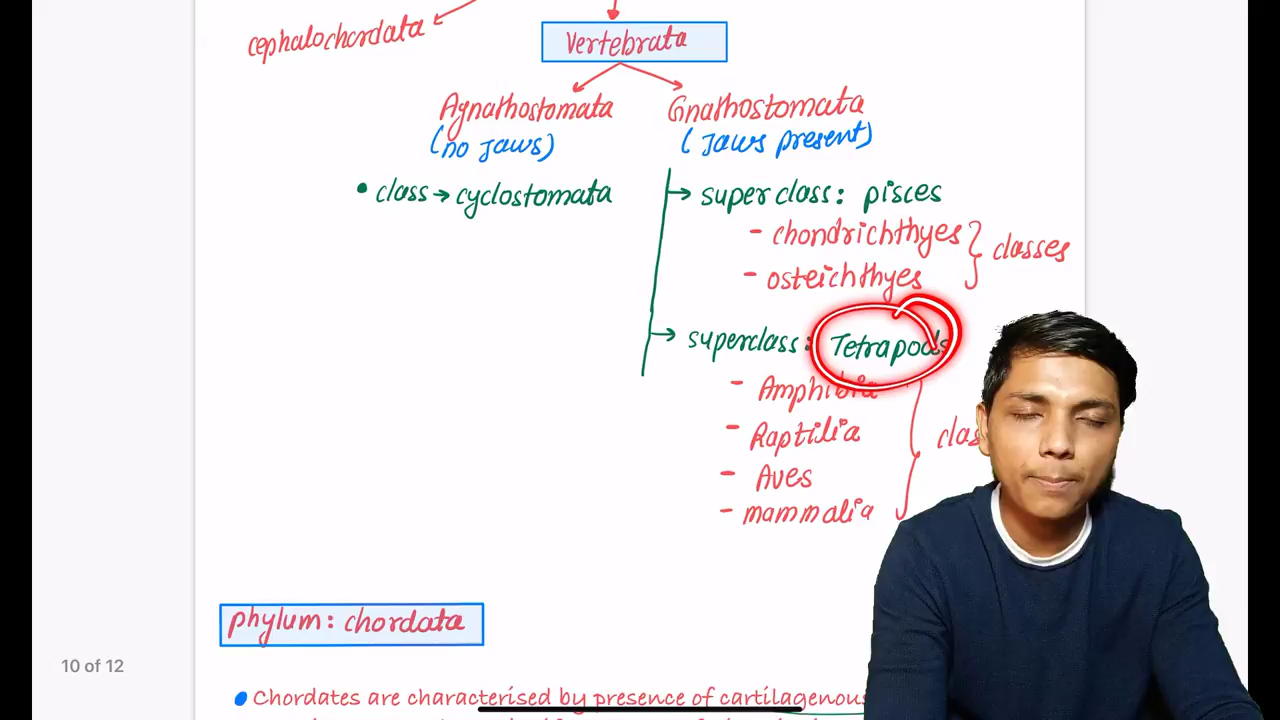 cephalochordata
Vertebrata
Agnathostomata Gnathostomata
(no Jaws) (Jaws present)
• class → cyclostomata
→ super class: pisces
- chondrichthyes
- osteichthyes } classes
→ superclass: Tetrapods
- Amphibia
- Raptilia
- Aves
- mammalia
phylum: chordata
10 of 12
• Chordates are characterised by presence of cartilagenous